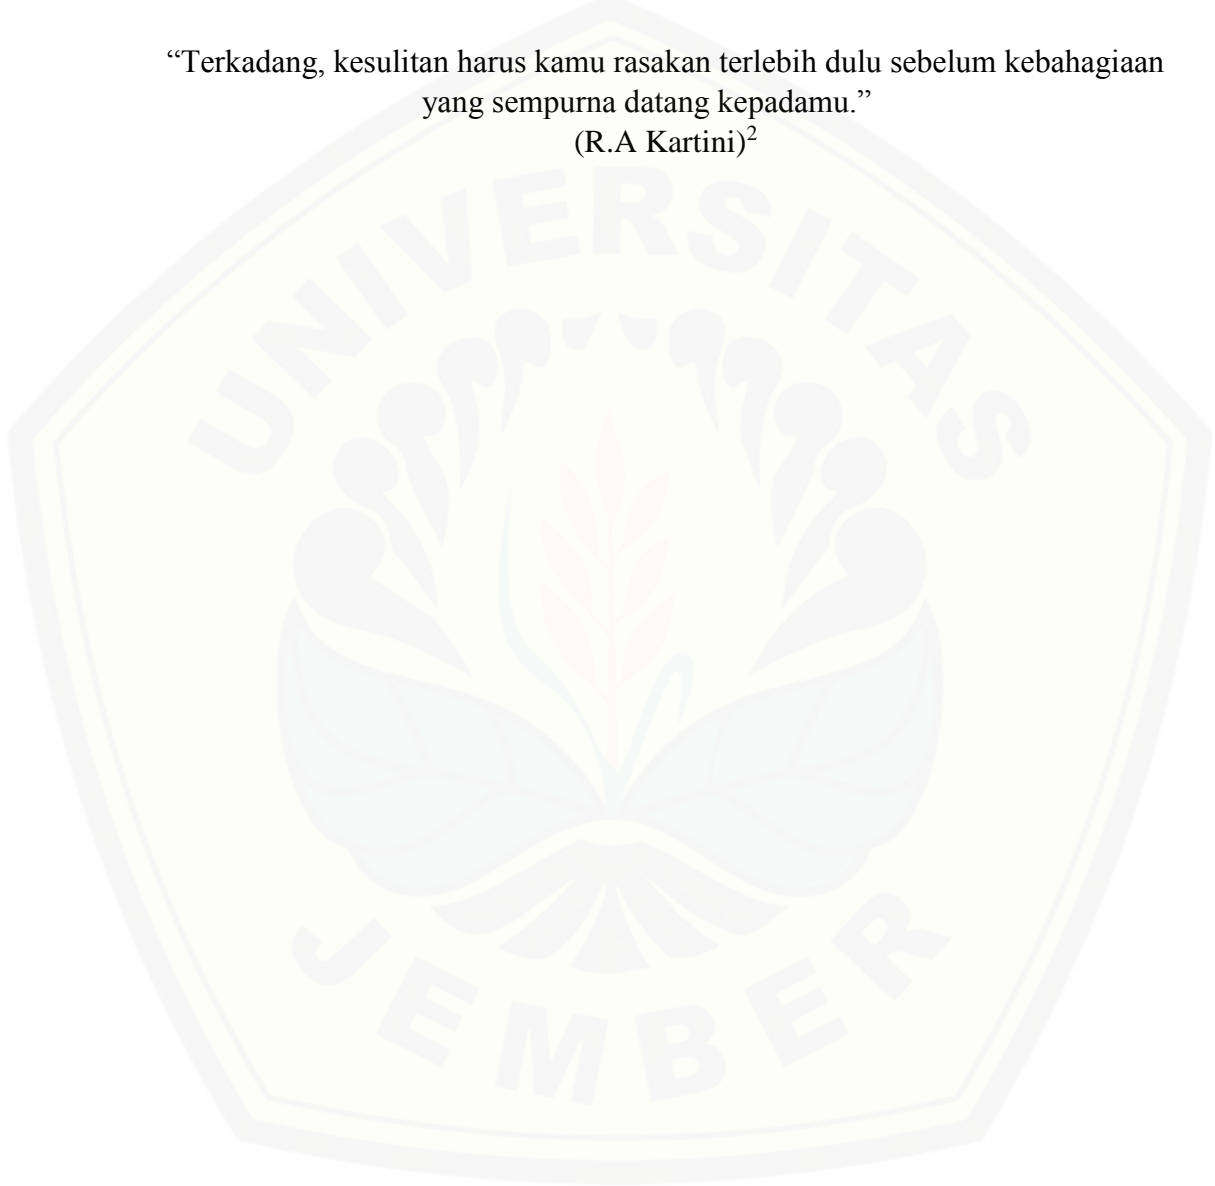 “Terkadang, kesulitan harus kamu rasakan terlebih dulu sebelum kebahagiaan
yang sempurna datang kepadamu.”
(R.A Kartini)²
UNIVERSITAS
JEMBER